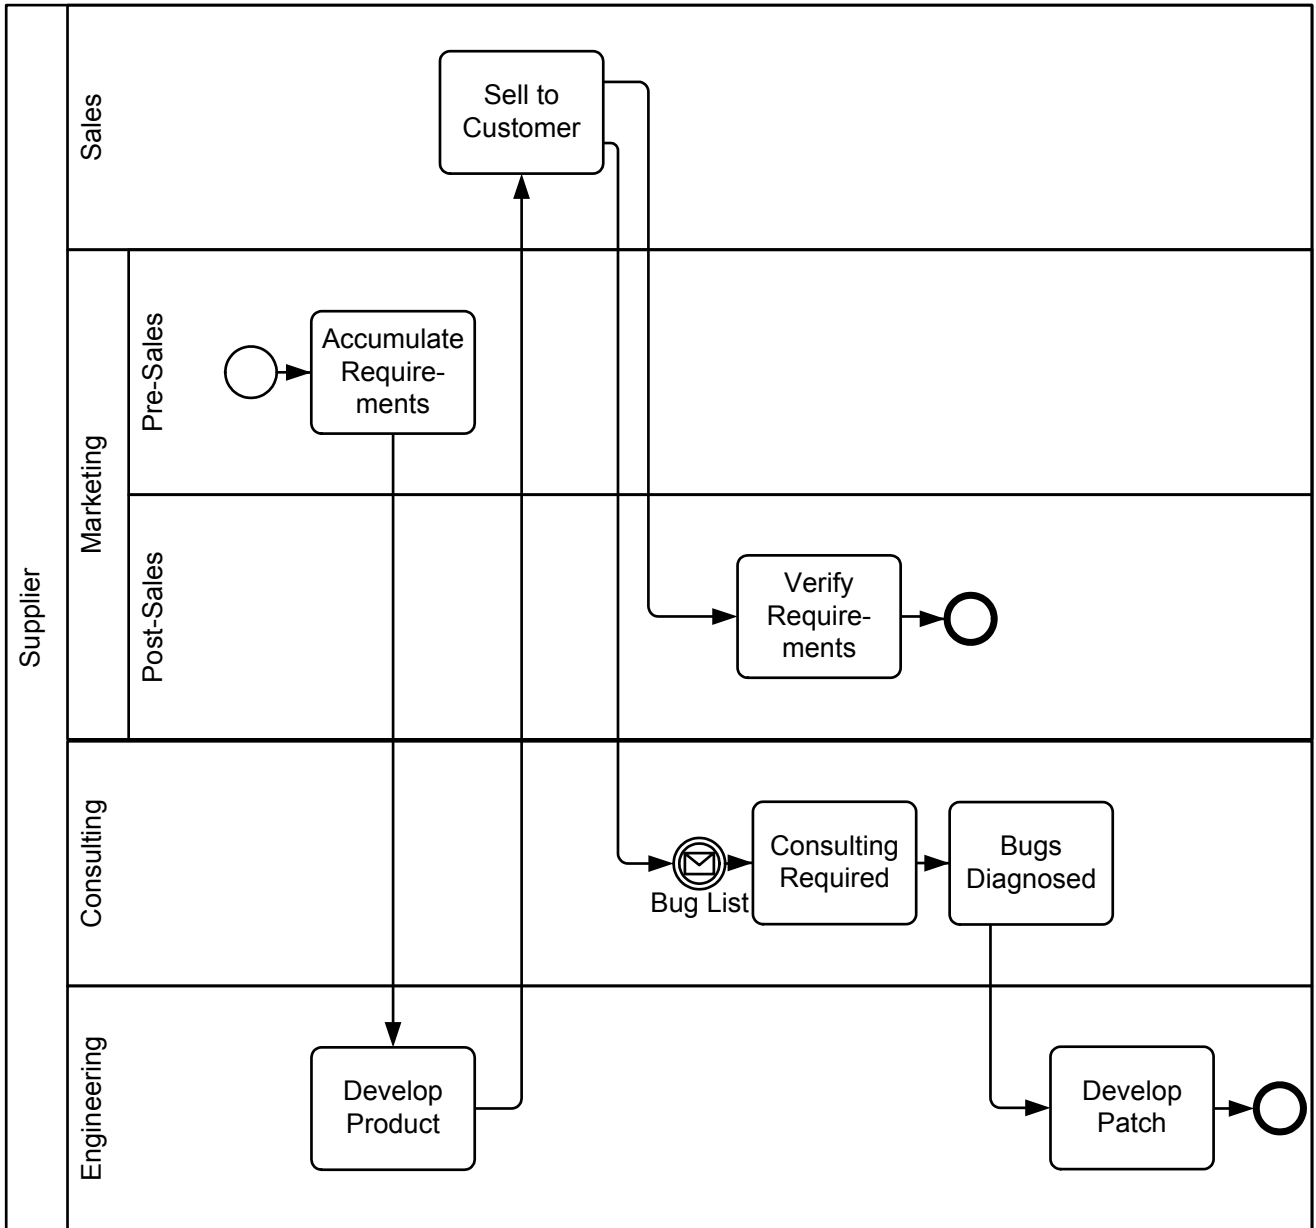 Supplier
Sales
Sell to
Customer
Marketing
Pre-Sales
Accumulate
Require-
ments
Post-Sales
Verify
Require-
ments
Consulting
Bug List
Consulting
Required
Bugs
Diagnosed
Engineering
Develop
Product
Develop
Patch